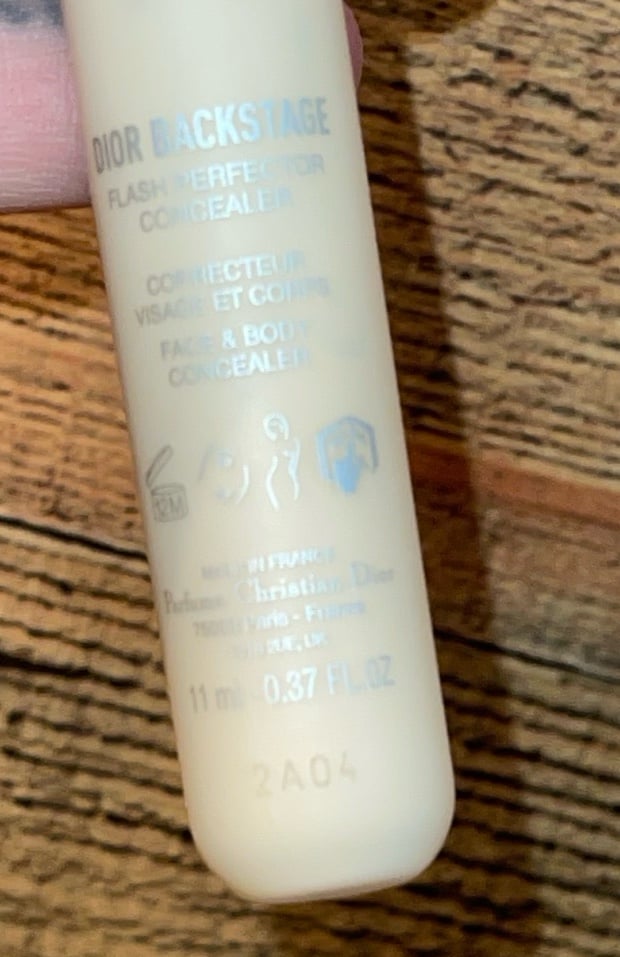 DIOR BACKSTAGE
FLASH PERFECTOR
CONCEALER
CORRECTEUR
VISAGE ET CORPS
FACE & BODY
CONCEALER
12M
MADE IN FRANCE
Parfums Christian Dior
Paris - France
UK
11 ml - 0.37 FL.OZ
2A04